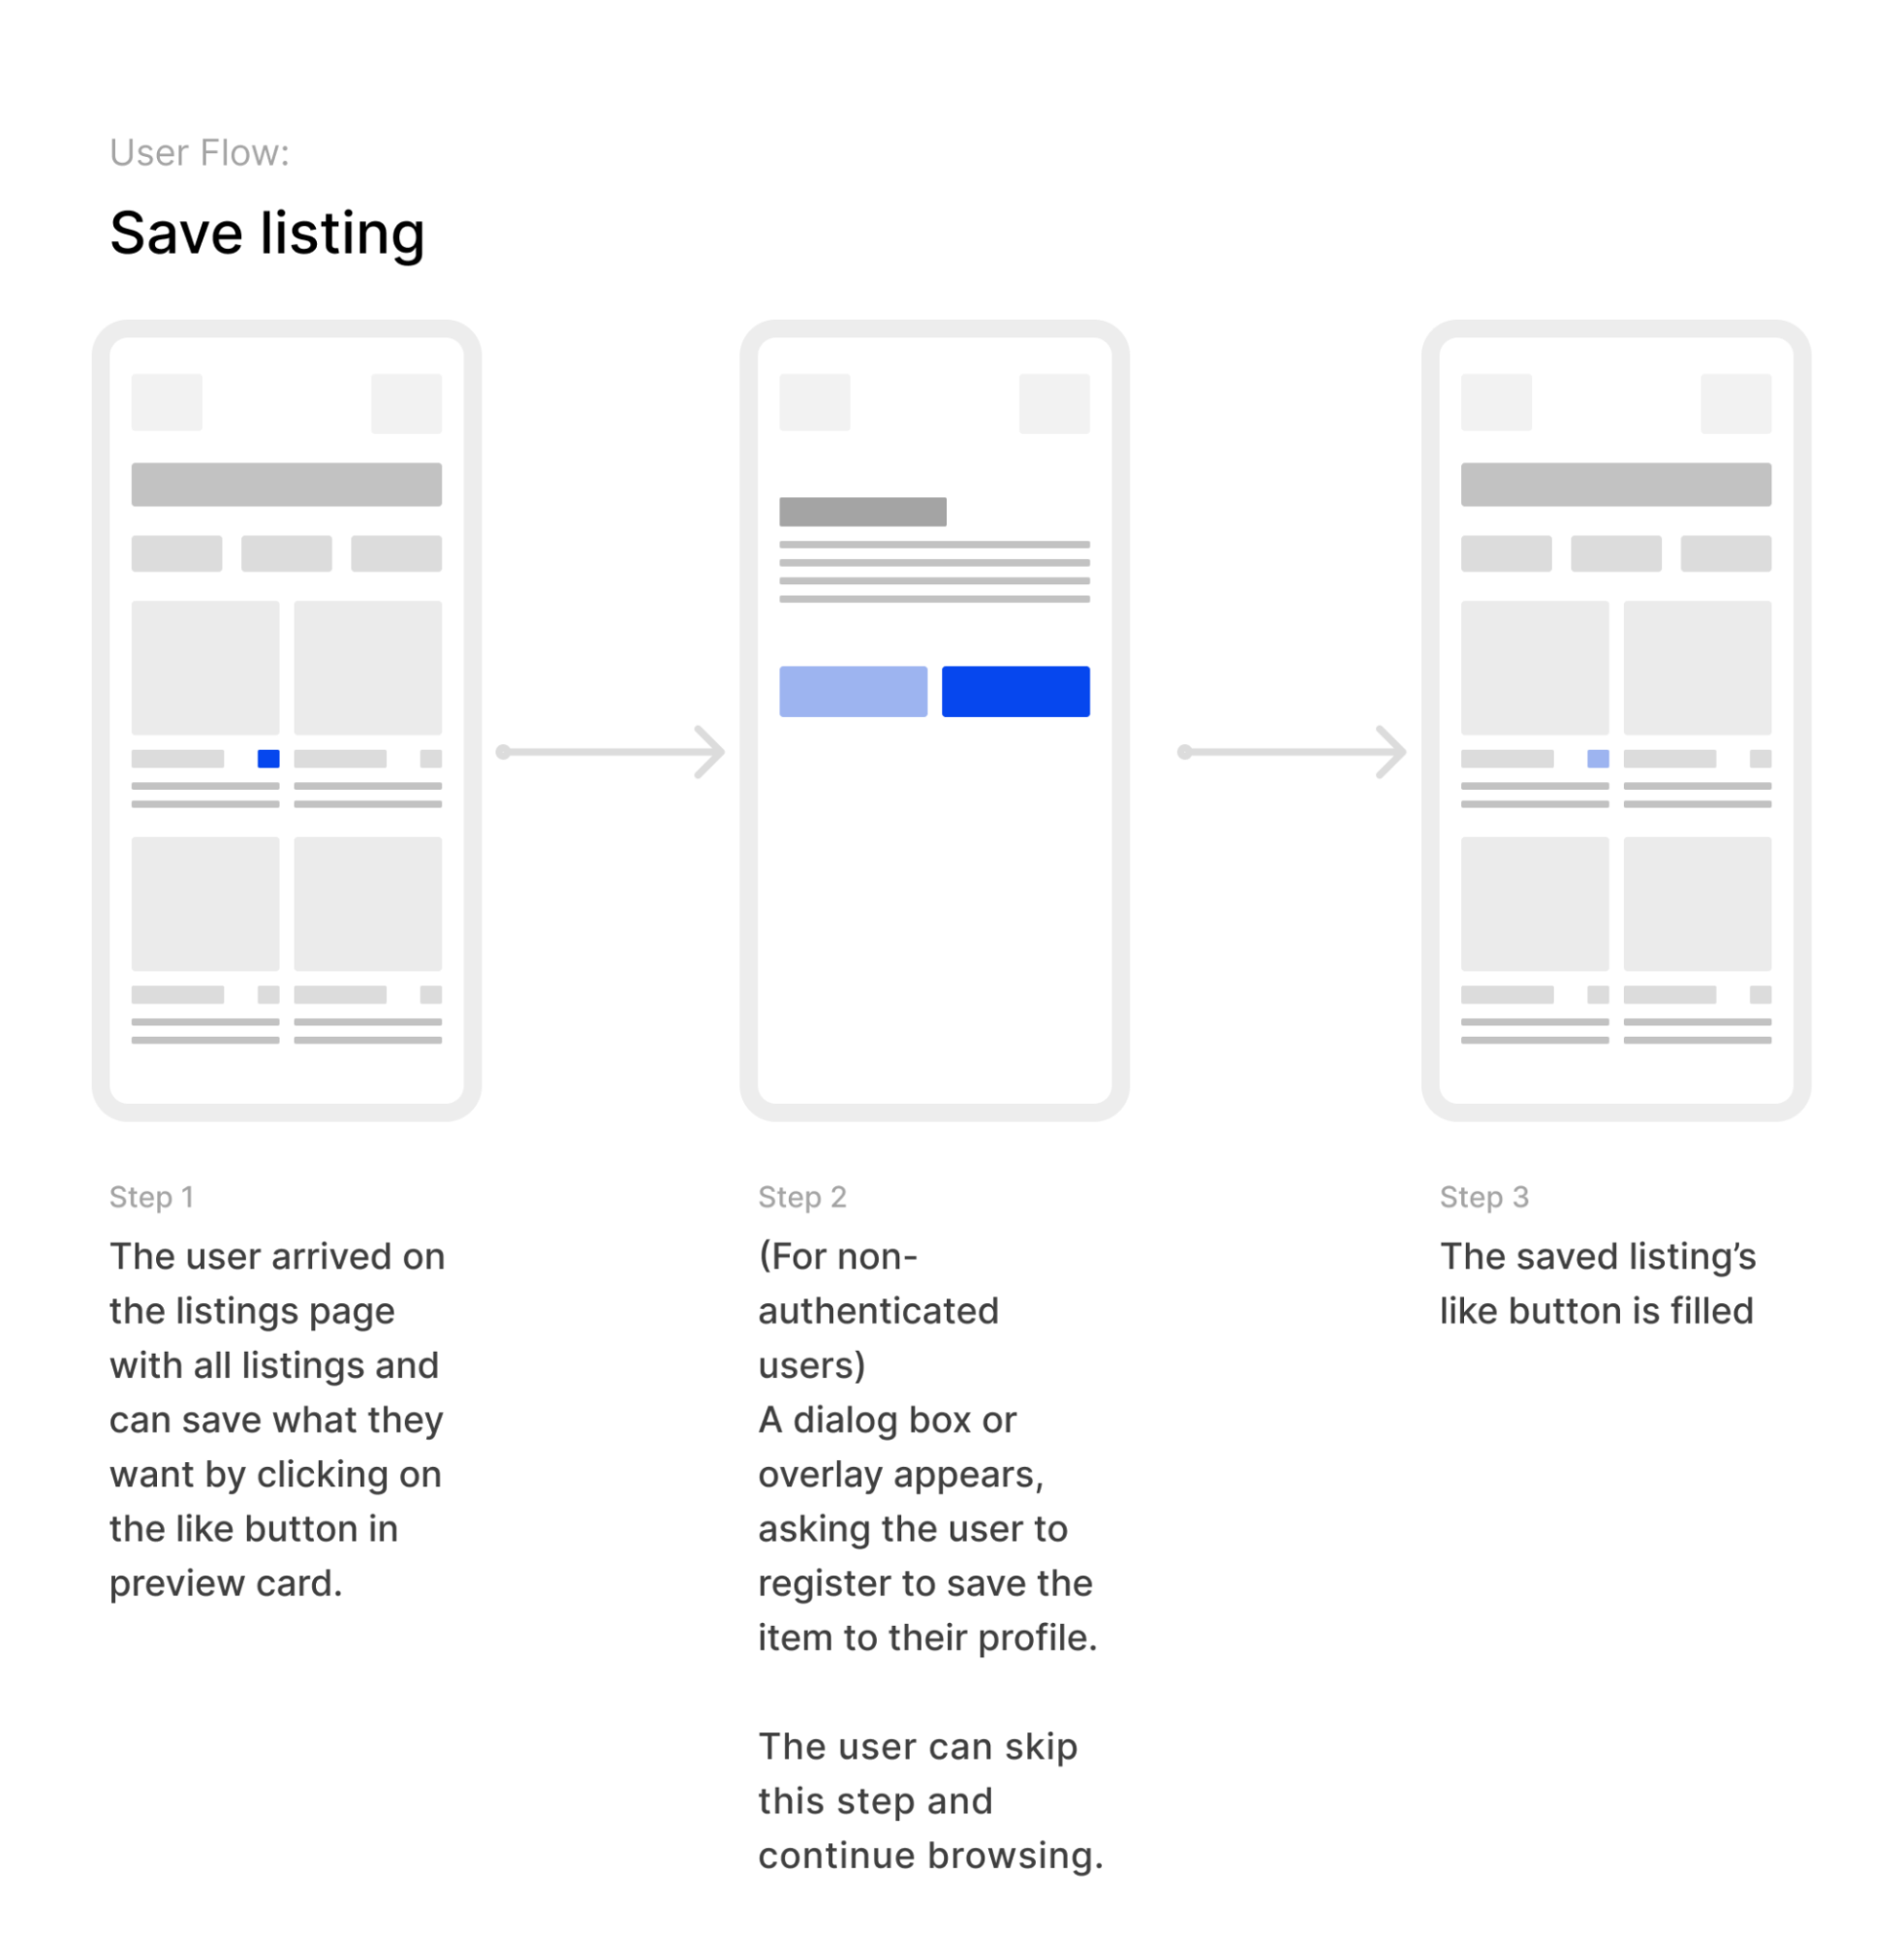 User Flow:
Save listing
Step 1
The user arrived on
the listings page
with all listings and
can save what they
want by clicking on
the like button in
preview card.
Step 2
(For non-
authenticated
users)
A dialog box or
overlay appears,
asking the user to
register to save the
item to their profile.
The user can skip
this step and
continue browsing.
Step 3
The saved listing’s
like button is filled